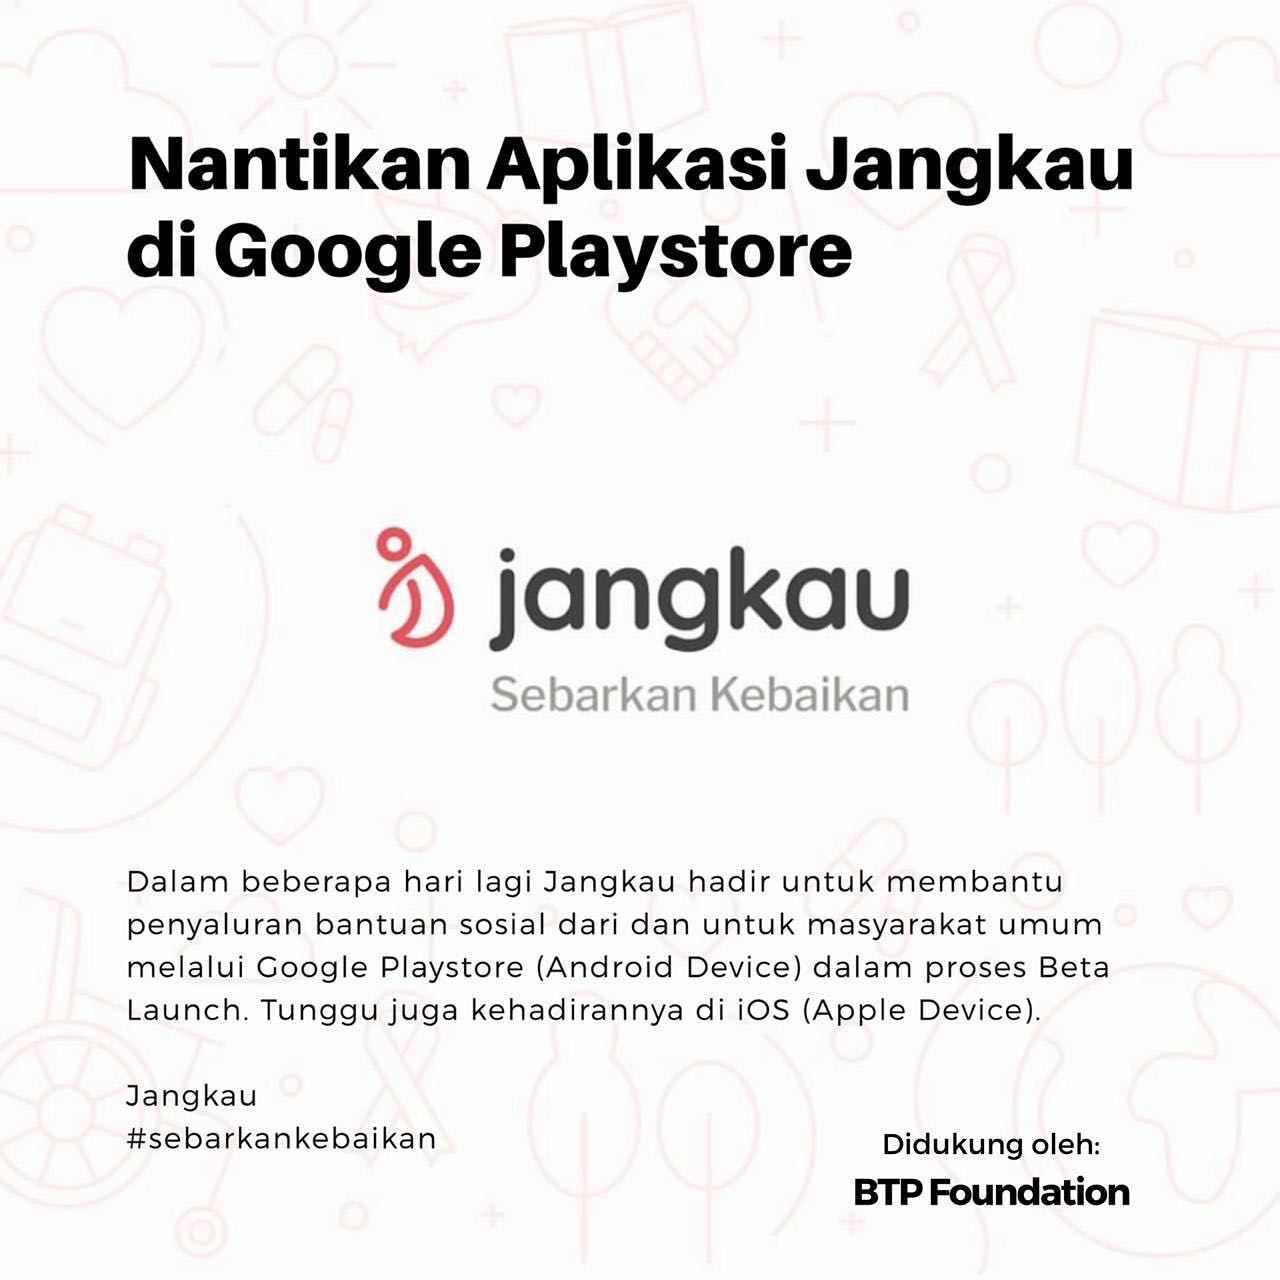 Nantikan Aplikasi Jangkau
di Google Playstore
jangkau
Sebarkan Kebaikan
Dalam beberapa hari lagi Jangkau hadir untuk membantu
penyaluran bantuan sosial dari dan untuk masyarakat umum
melalui Google Playstore (Android Device) dalam proses Beta
Launch. Tunggu juga kehadirannya di iOS (Apple Device).
Jangkau
#sebarkankebaikan
Didukung oleh:
BTP Foundation